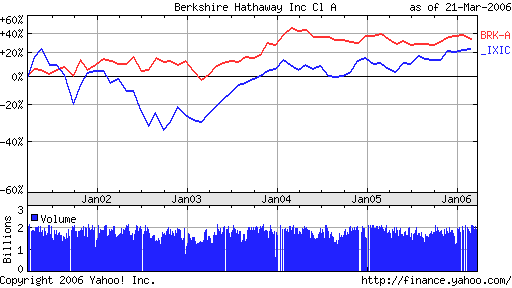 Berkshire Hathaway Inc Cl A as of 21-Mar-2006
+60%
+40%
+20%
+0%
-20%
-40%
-60%
BRK-A
_IXIC
Jan02 Jan03 Jan04 Jan05 Jan06
Volume
Billions
3
2
1
0
Copyright 2006 Yahoo! Inc. http://finance.yahoo.com/